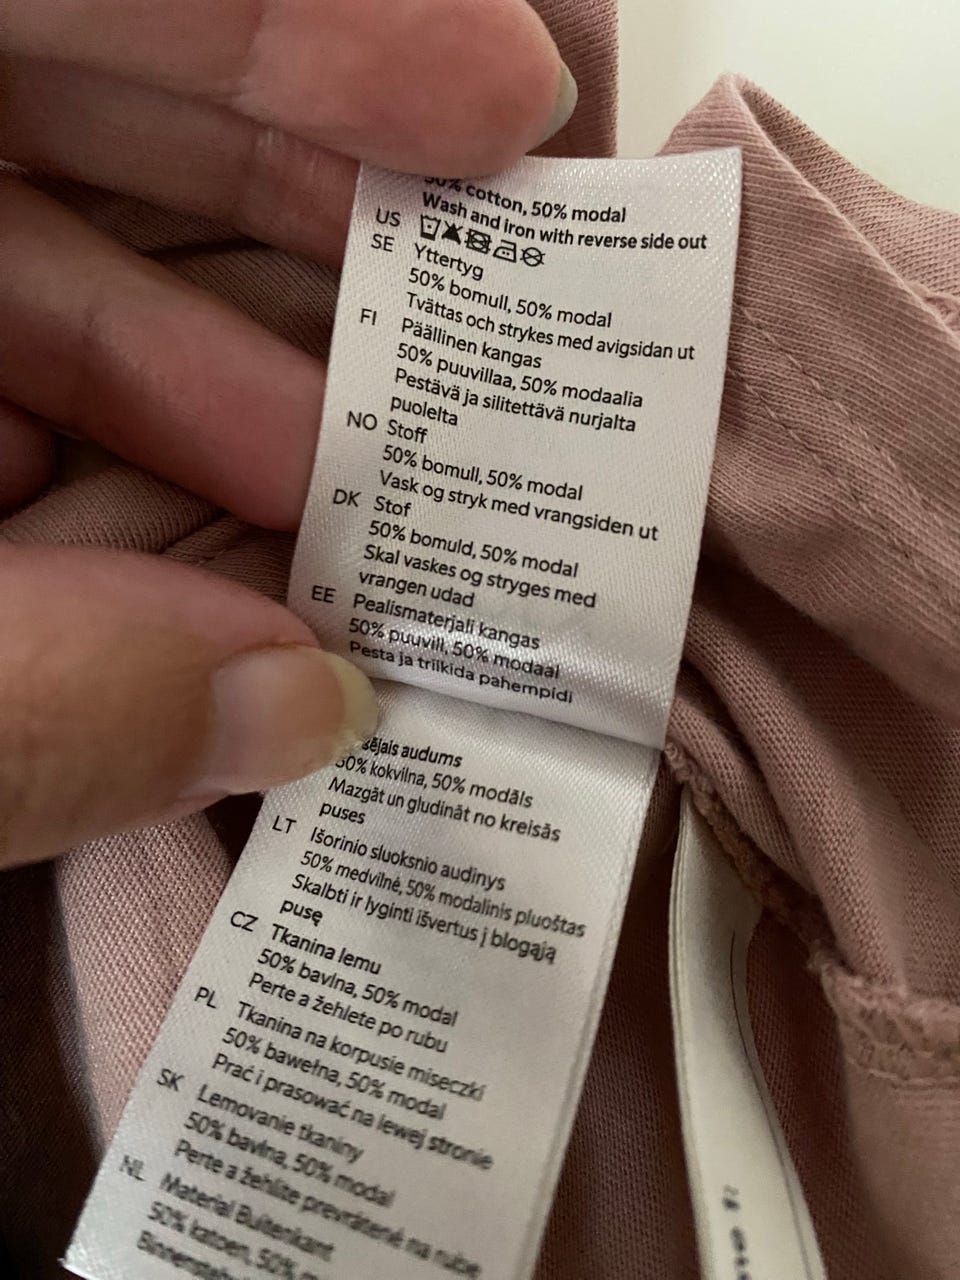 50% cotton, 50% modal
Wash and iron with reverse side out
US
SE Yttertyg
50% bomull, 50% modal
Tvättas och strykes med avigsidan ut
FI Päällinen kangas
50% puuvillaa, 50% modaalia
Pestävä ja silitettävä nurjalta
puolelta
NO Stoff
50% bomull, 50% modal
Vask og stryk med vrangsiden ut
DK Stof
50% bomuld, 50% modal
Skal vaskes og stryges med
vrangen udad
EE Pealismaterjali kangas
50% puuvill, 50% modaal
Pesta ja triikida pahempidi
audums
50% kokvilna, 50% modāls
Mazgāt un gludināt no kreisās
puses
LT Išorinio sluoksnio audinys
50% medvilnė, 50% modalinis pluoštas
Skalbti ir lyginti išvertus į blogąją
pusę
CZ Tkanina lemu
50% bavlna, 50% modal
Perte a žehlete po rubu
PL Tkanina na korpusie miseczki
50% bawełna, 50% modal
Prać i prasować na lewej stronie
SK Lemovanie tkaniny
50% bavlna, 50% modal
Perte a žehlite prevrátené na rube
NL Material Buitenkant
50% katoen, 50%